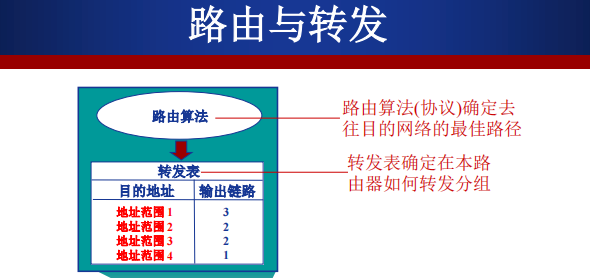 路由与转发
路由算法
路由算法(协议)确定去
往目的网络的最佳路径
转发表
转发表确定在本路
由器如何转发分组
目的地址 输出链路
地址范围 1 3
地址范围 2 2
地址范围 3 2
地址范围 4 1